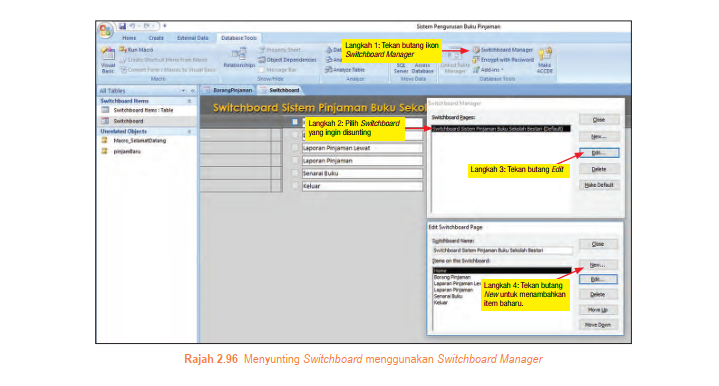 Sistem Pengurusan Buku Pinjaman
Home Create External Data Database Tools
Run Macro
Create Shortcut Menu from Macro
Convert Form's Macros to Visual Basic
Visual Basic
Macro
Relationships
Property Sheet
Object Dependencies
Message Bar
Show/Hide
Analyze Table
Analyze
SQL Server
Access Database
Move Data
Linked Table Manager
Switchboard Manager
Encrypt with Password
Add-ins
Database Tools
Make ACCDE
Langkah 1: Tekan butang ikon
Switchboard Manager
All Tables
Switchboard Items
Switchboard Items : Table
Switchboard
Unrelated Objects
Macro_SelamatDatang
pinjamBaru
BorangPinjaman Switchboard
Switchboard Sistem Pinjaman Buku Sekol
Langkah 2: Pilih Switchboard
yang ingin disunting
Laporan Pinjaman Lewat
Laporan Pinjaman
Senarai Buku
Keluar
Switchboard Manager
Switchboard Pages:
Switchboard Sistem Pinjaman Buku Sekolah Bestari (Default)
Close
New...
Edit...
Delete
Make Default
Langkah 3: Tekan butang Edit
Edit Switchboard Page
Switchboard Name:
Switchboard Sistem Pinjaman Buku Sekolah Bestari
Items on the Switchboard:
Home
Borang Pinjaman
Laporan Pinjaman Le
Laporan Pinjaman
Senarai Buku
Keluar
Close
New...
Edit...
Delete
Move Up
Move Down
Langkah 4: Tekan butang
New untuk menambahkan
item baharu.
Rajah 2.96 Menyunting Switchboard menggunakan Switchboard Manager